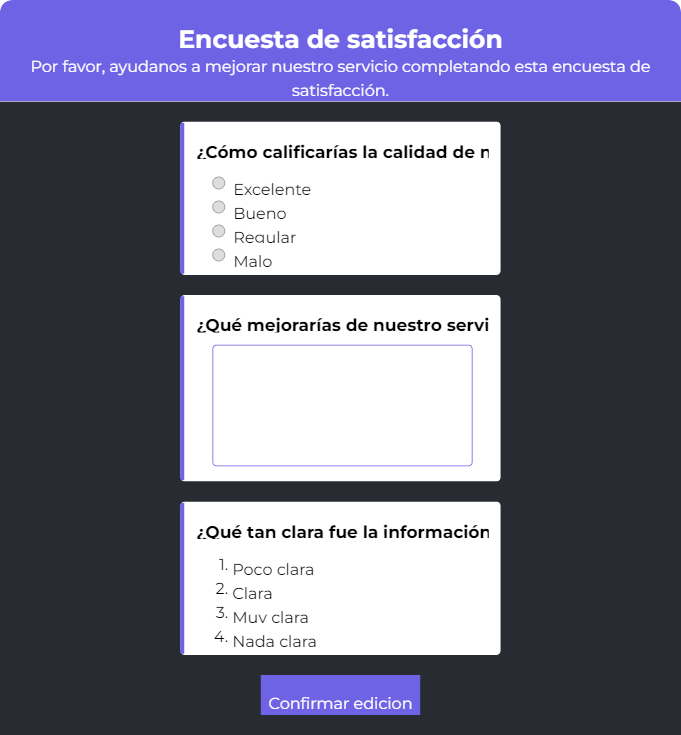 Encuesta de satisfacción
Por favor, ayudanos a mejorar nuestro servicio completando esta encuesta de
satisfacción.
¿Cómo calificarías la calidad de n
Excelente
Bueno
Regular
Malo
¿Qué mejorarías de nuestro servi
¿Qué tan clara fue la información
1. Poco clara
2. Clara
3. Muy clara
4. Nada clara
Confirmar edicion